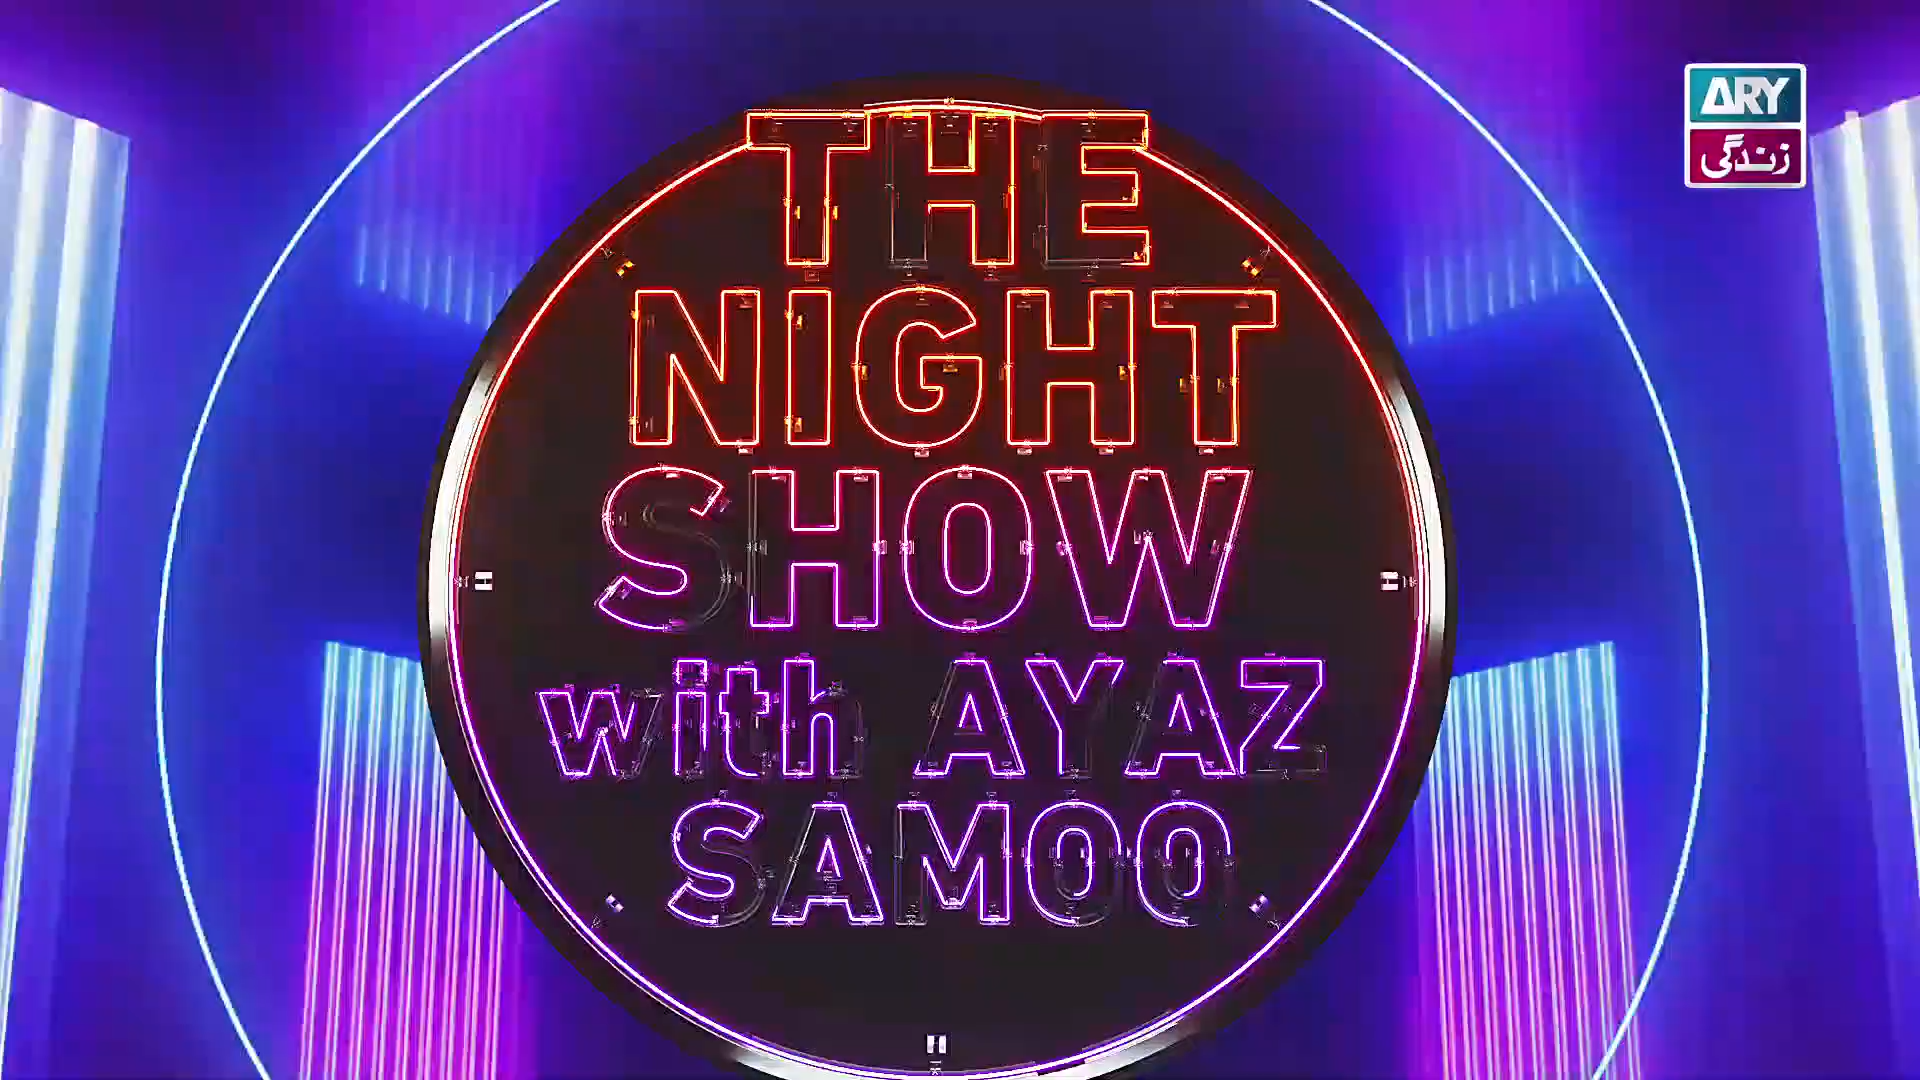 ARY
زندگی
THE
NIGHT
SHOW
with AYAZ
SAMOO